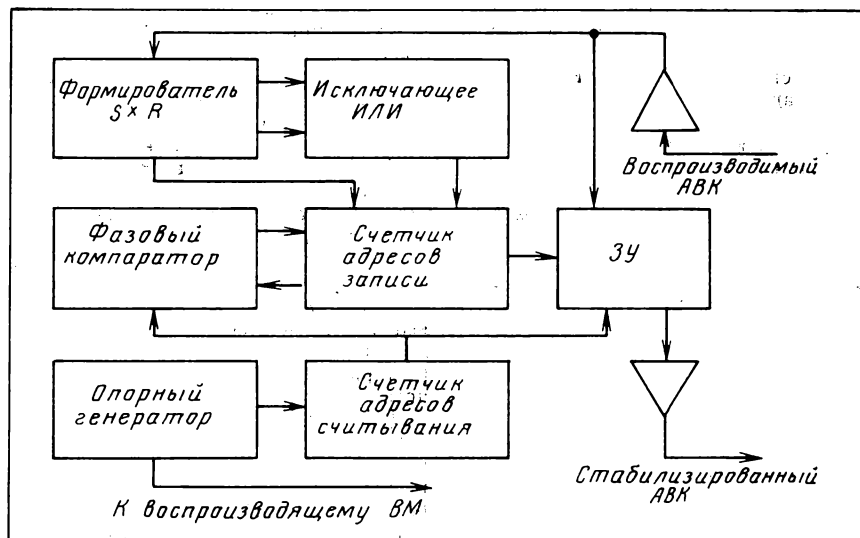 Формирователь
S × R
Исключающее
ИЛИ
Воспроизводимый
АВК
Фазовый
компаратор
Счетчик
адресов
записи
ЗУ
Опорный
генератор
Счетчик
адресов
считывания
К воспроизводящему ВМ
Стабилизированный
АВК